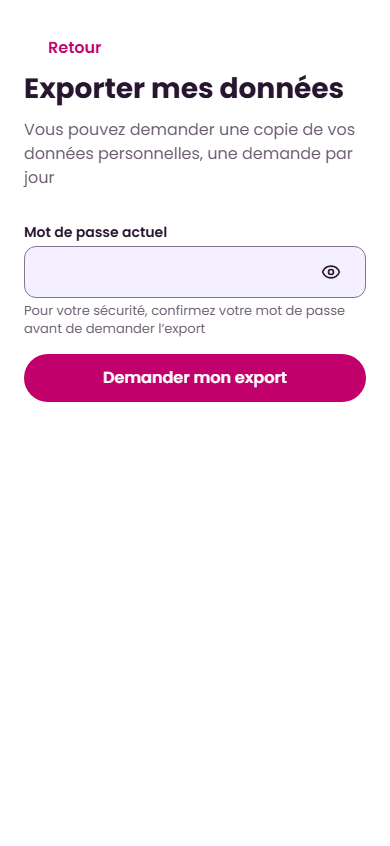 Retour
Exporter mes données
Vous pouvez demander une copie de vos
données personnelles, une demande par
jour
Mot de passe actuel
Pour votre sécurité, confirmez votre mot de passe
avant de demander l’export
Demander mon export